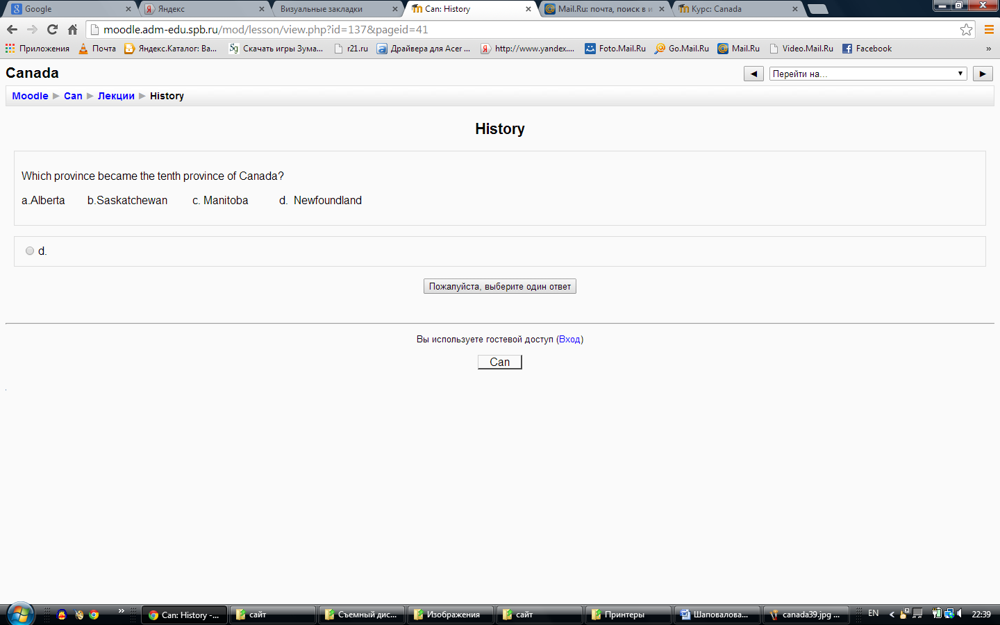 Google
Яндекс
Визуальные закладки
Can: History
Mail.Ru: почта, поиск в и
Курс: Canada
moodle.adm-edu.spb.ru/mod/lesson/view.php?id=137&pageid=41
Приложения
Почта
Яндекс.Каталог: Ва...
Скачать игры Зума...
r21.ru
Драйвера для Acer ...
http://www.yandex....
Foto.Mail.Ru
Go.Mail.Ru
Mail.Ru
Video.Mail.Ru
Facebook
»
Canada
Перейти на...
Moodle ► Can ► Лекции ► History
History
Which province became the tenth province of Canada?
a.Alberta b.Saskatchewan c. Manitoba d. Newfoundland
d.
Пожалуйста, выберите один ответ
Вы используете гостевой доступ (Вход)
Can
.
»
Can: History -...
сайт
Съемный дис...
Изображения
сайт
Принтеры
Шаповалова...
canada39.jpg ...
EN
22:39